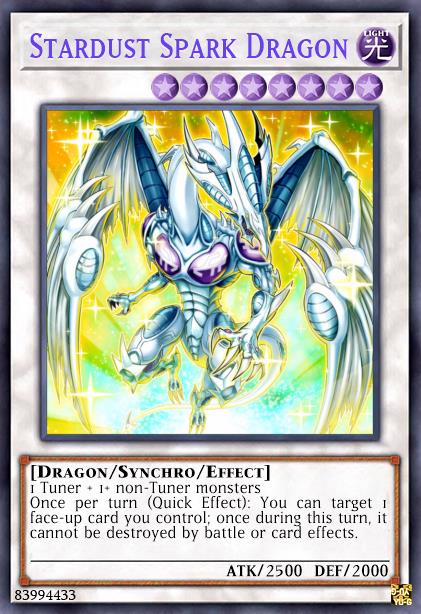 Stardust Spark Dragon
LIGHT
光
[Dragon/Synchro/Effect]
1 Tuner + 1+ non-Tuner monsters
Once per turn (Quick Effect): You can target 1
face-up card you control; once during this turn, it
cannot be destroyed by battle or card effects.
ATK/2500 DEF/2000
83994433